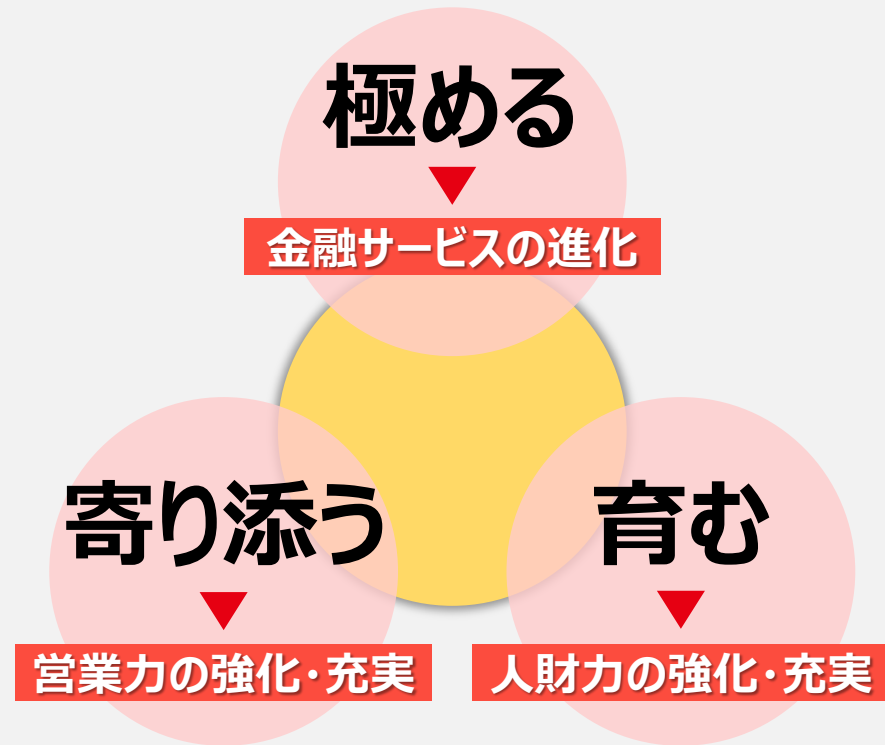 極める
金融サービスの進化
寄り添う
営業力の強化・充実
育む
人財力の強化・充実